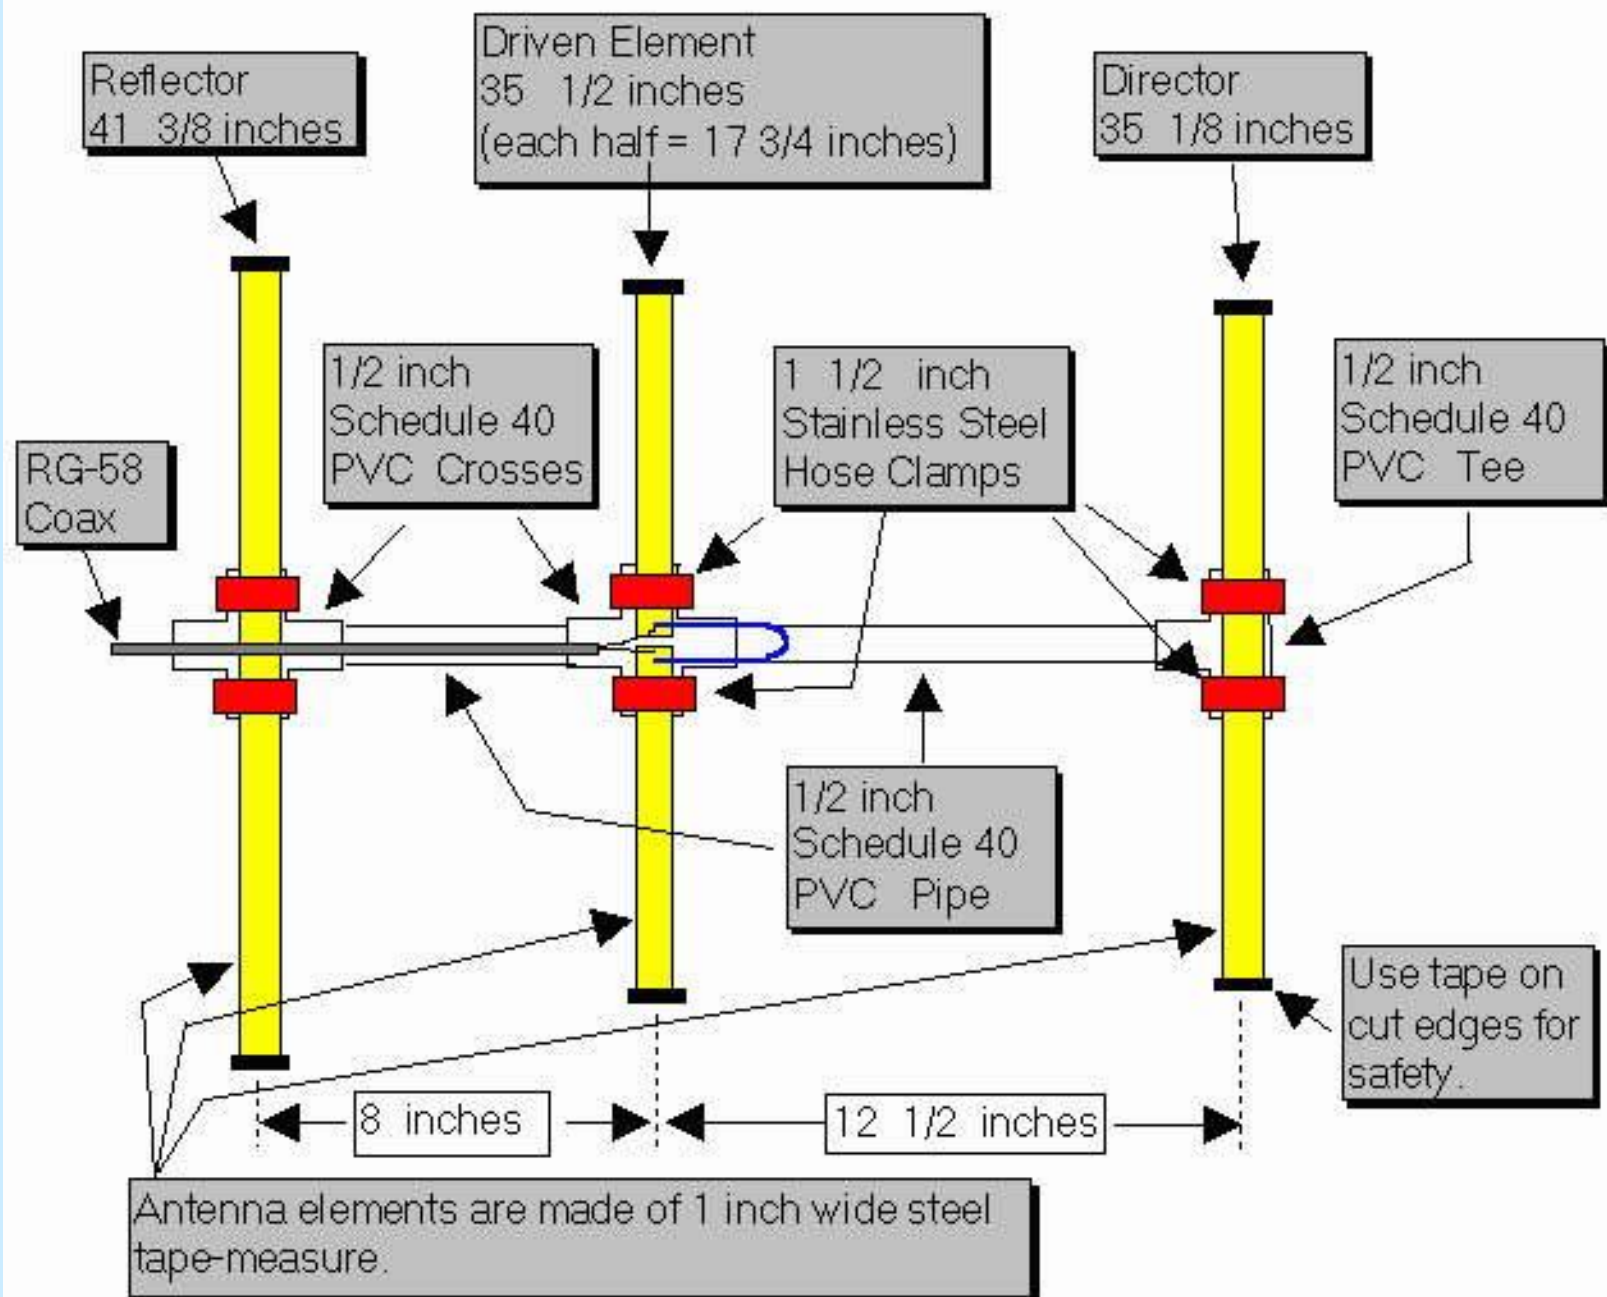 Reflector
41 3/8 inches
Driven Element
35 1/2 inches
(each half = 17 3/4 inches)
Director
35 1/8 inches
RG-58
Coax
1/2 inch
Schedule 40
PVC Crosses
1 1/2 inch
Stainless Steel
Hose Clamps
1/2 inch
Schedule 40
PVC Tee
1/2 inch
Schedule 40
PVC Pipe
Use tape on
cut edges for
safety.
8 inches
12 1/2 inches
Antenna elements are made of 1 inch wide steel
tape-measure.